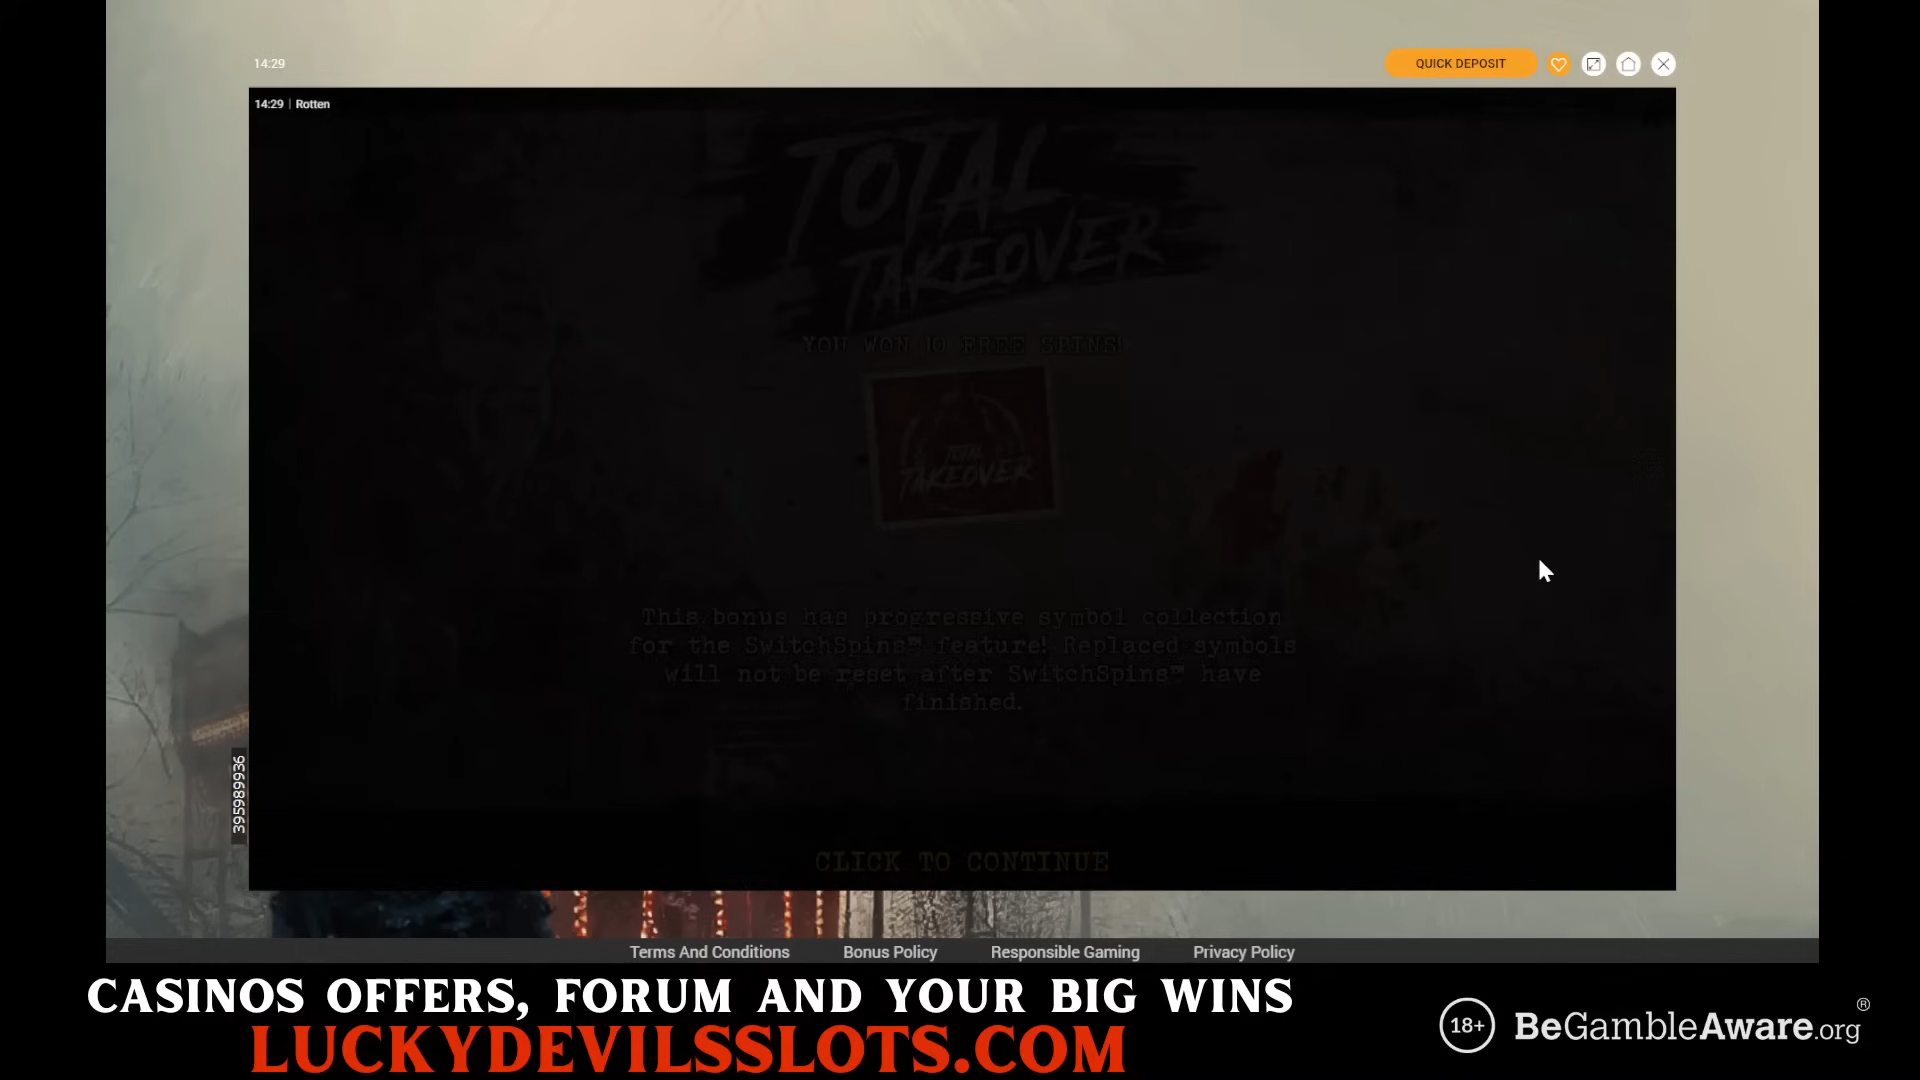 14:29
QUICK DEPOSIT
14:29 | Rotten
TOTAL
TAKEOVER
YOU WON 10 FREE SPINS!
TOTAL
TAKEOVER
This bonus has progressive symbol collection
for the SwitchSpins™ feature! Replaced symbols
will not be reset after SwitchSpins™ have
finished.
395989936
CLICK TO CONTINUE
Terms And Conditions Bonus Policy Responsible Gaming Privacy Policy
CASINOS OFFERS, FORUM AND YOUR BIG WINS
LUCKYDEVILSSLOTS.COM
18+ BeGambleAware.org®